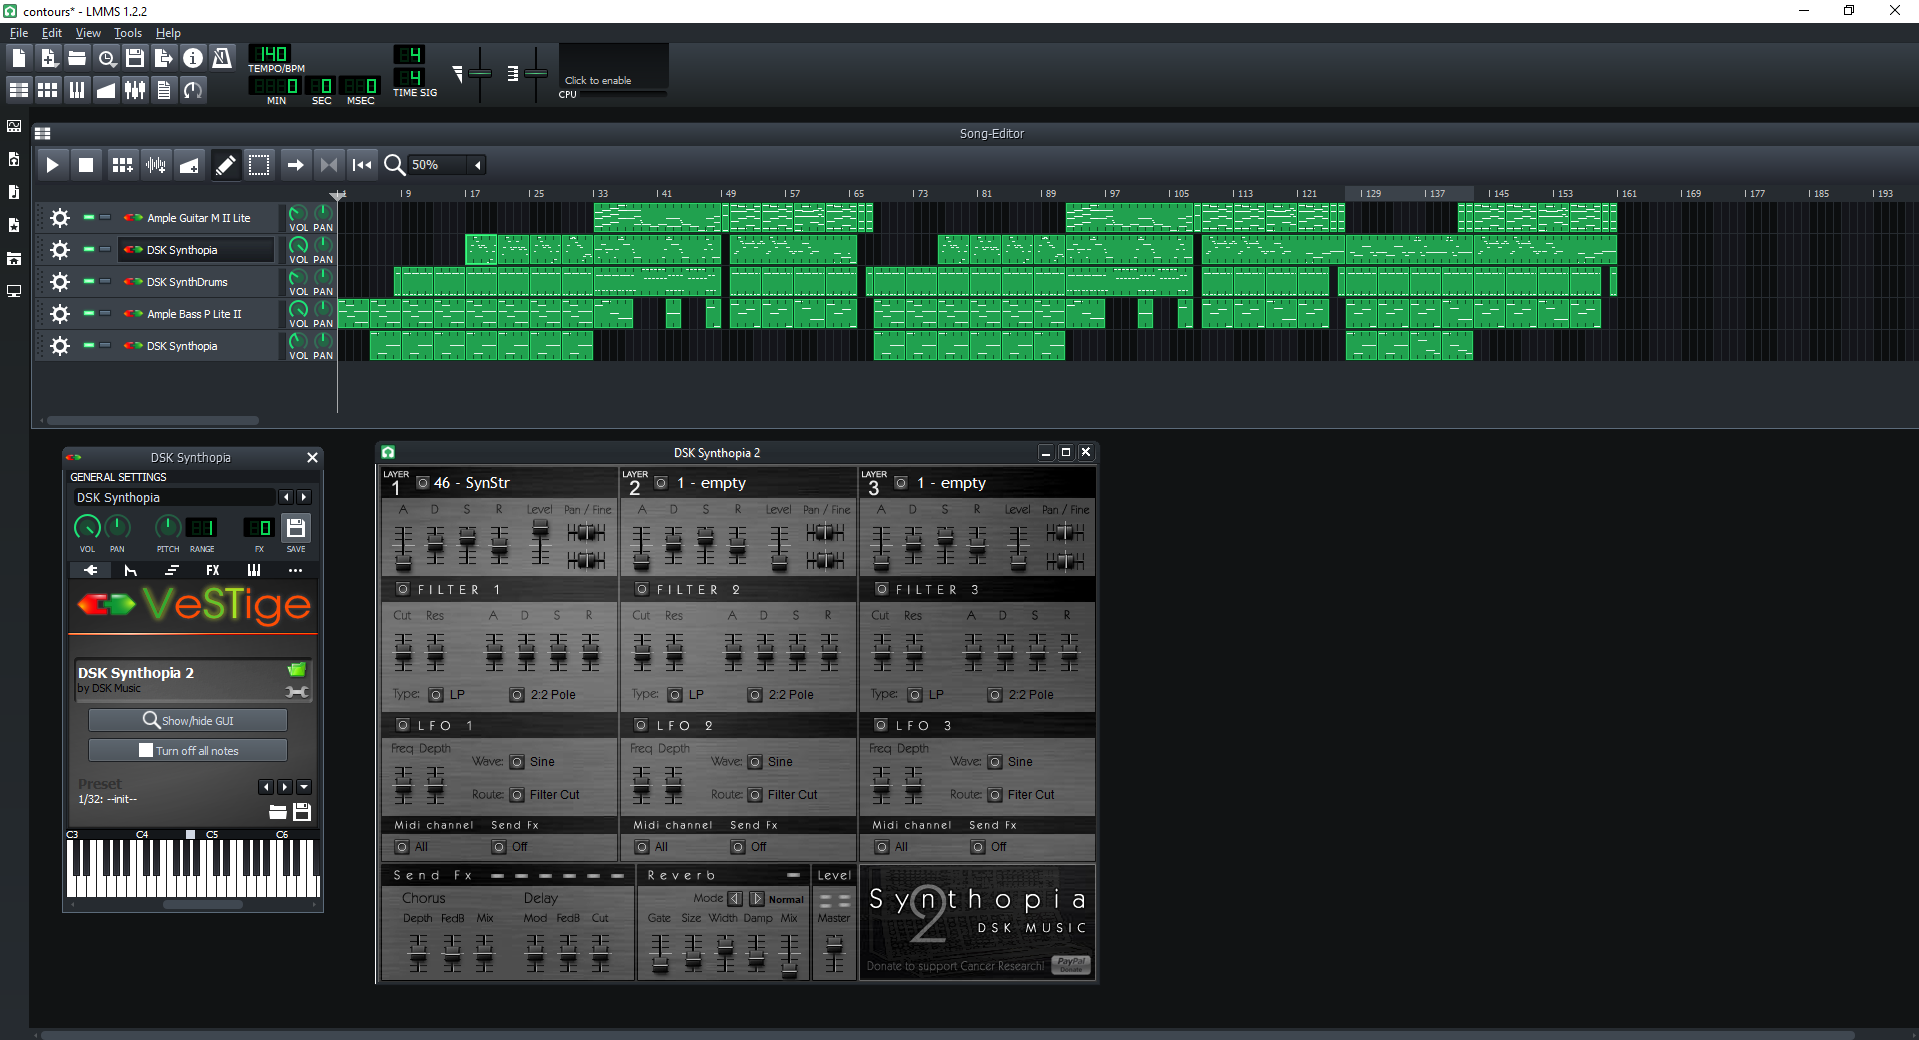 contours* - LMMS 1.2.2
File Edit View Tools Help
140
TEMPO/BPM
0 0 0
MIN SEC MSEC
4
4
TIME SIG
Click to enable
CPU
Song-Editor
50%
1 9 17 25 33 41 49 57 65 73 81 89 97 105 113 121 129 137 145 153 161 169 177 185 193
Ample Guitar M II Lite VOL PAN
DSK Synthopia VOL PAN
DSK SynthDrums VOL PAN
Ample Bass P Lite II VOL PAN
DSK Synthopia VOL PAN
DSK Synthopia
GENERAL SETTINGS
DSK Synthopia
1 0
VOL PAN PITCH RANGE FX SAVE
FX
VeSTige
DSK Synthopia 2
by DSK Music
Show/hide GUI
Turn off all notes
Preset
1/32: --init--
C3 C4 C5 C6
DSK Synthopia 2
LAYER 1 46 - SynStr
LAYER 2 1 - empty
LAYER 3 1 - empty
A D S R Level Pan / Fine
A D S R Level Pan / Fine
A D S R Level Pan / Fine
FILTER 1 FILTER 2 FILTER 3
Cut Res A D S R
Cut Res A D S R
Cut Res A D S R
Type: LP 2:2 Pole
Type: LP 2:2 Pole
Type: LP 2:2 Pole
LFO 1 LFO 2 LFO 3
Freq Depth Wave: Sine
Freq Depth Wave: Sine
Freq Depth Wave: Sine
Route: Filter Cut
Route: Filter Cut
Route: Fiter Cut
Midi channel Send Fx
Midi channel Send Fx
Midi channel Send Fx
All Off
All Off
All Off
Send Fx Reverb Level
Chorus Delay
Mode Normal
Depth FedB Mix Mod FedB Cut
Gate Size Width Damp Mix
Master
Synthopia
2
DSK MUSIC
Donate to support Cancer Research!
PayPal
Donate